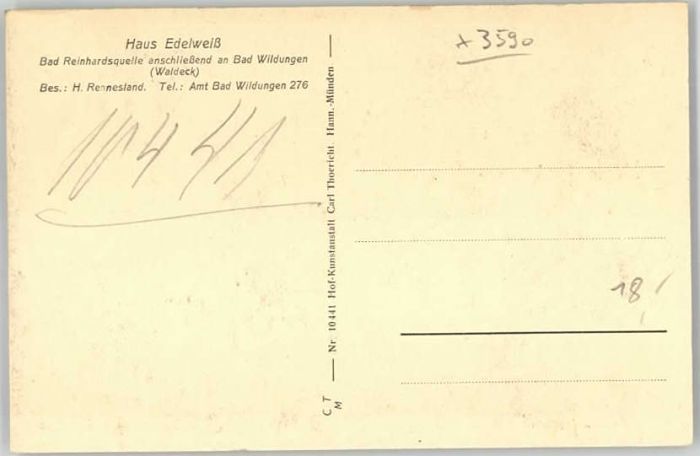 Haus Edelweiß
Bad Reinhardsquelle anschließend an Bad Wildungen
(Waldeck)
Bes.: H. Rennesland. Tel.: Amt Bad Wildungen 276
10441
Nr 10441 Hof-Kunstanstalt Carl Thoericht. Hann.-Münden
C T
M
x 3590
18,